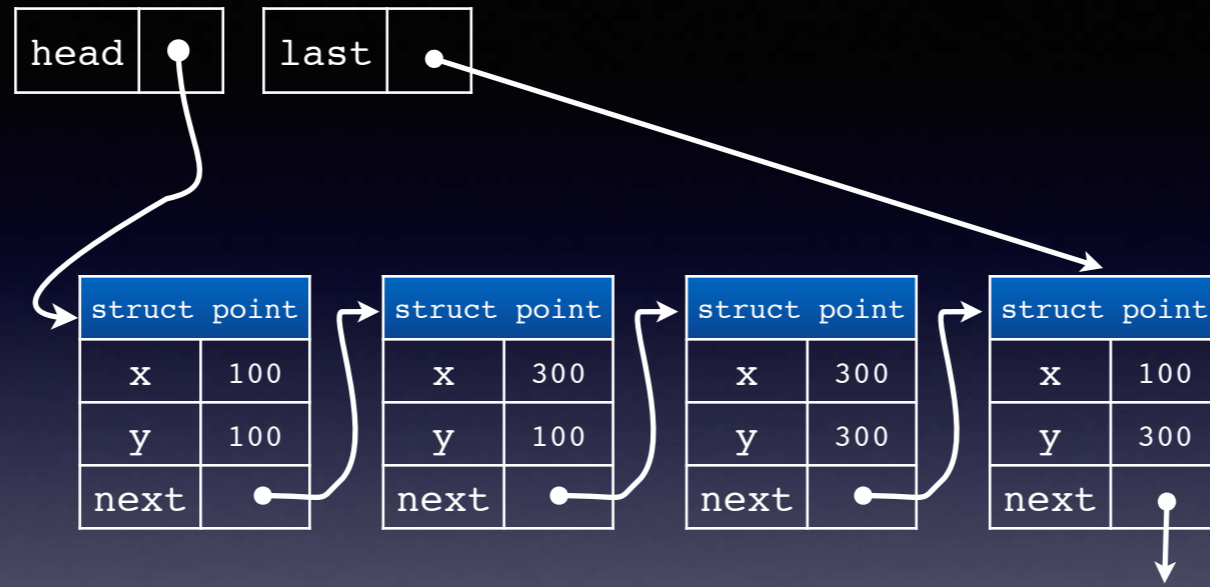 head last
struct point struct point struct point struct point
x 100 x 300 x 300 x 100
y 100 y 100 y 300 y 300
next next next next